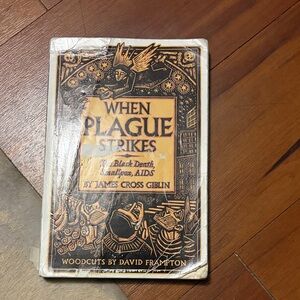 WHEN
PLAGUE
STRIKES
The Black Death,
Smallpox, AIDS
BY JAMES CROSS GIBLIN
WOODCUTS BY DAVID FRAMPTON